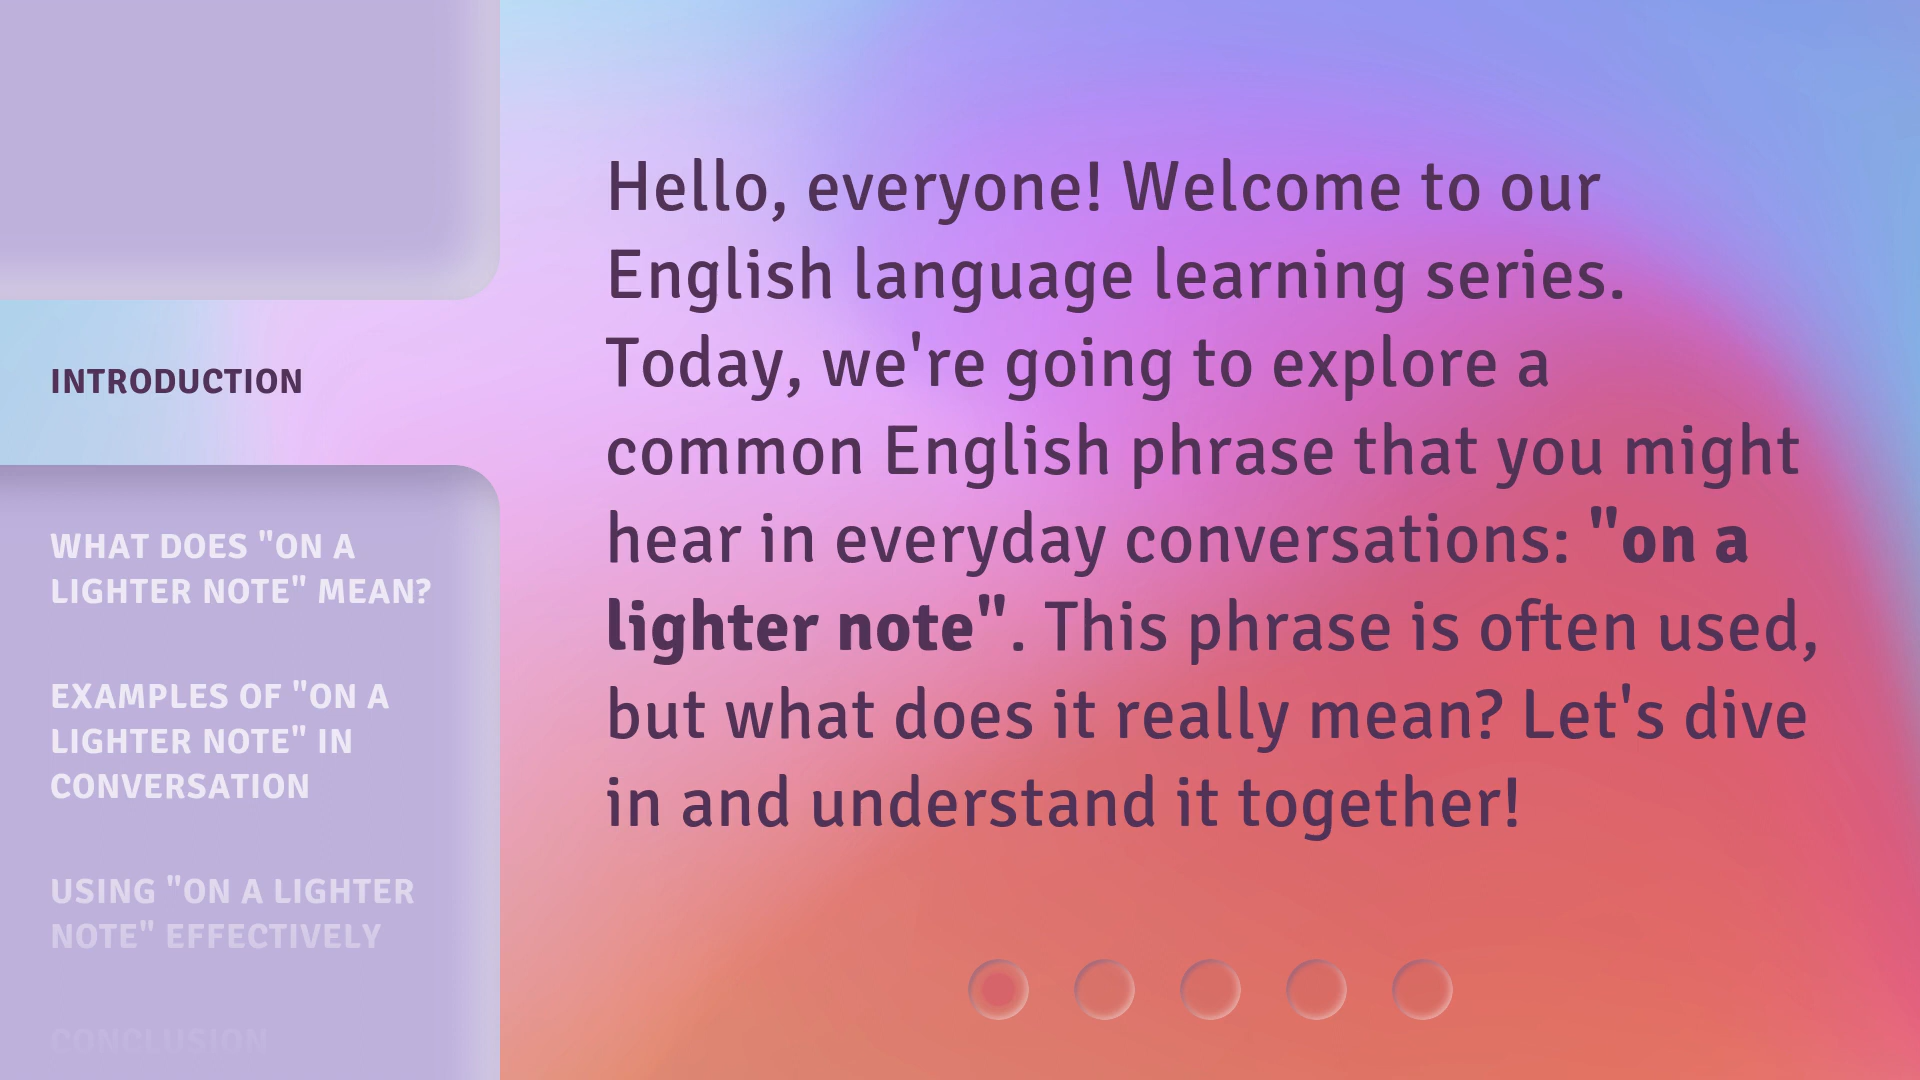 INTRODUCTION
WHAT DOES "ON A
LIGHTER NOTE" MEAN?
EXAMPLES OF "ON A
LIGHTER NOTE" IN
CONVERSATION
USING "ON A LIGHTER
NOTE" EFFECTIVELY
CONCLUSION
Hello, everyone! Welcome to our
English language learning series.
Today, we're going to explore a
common English phrase that you might
hear in everyday conversations: "on a
lighter note". This phrase is often used,
but what does it really mean? Let's dive
in and understand it together!